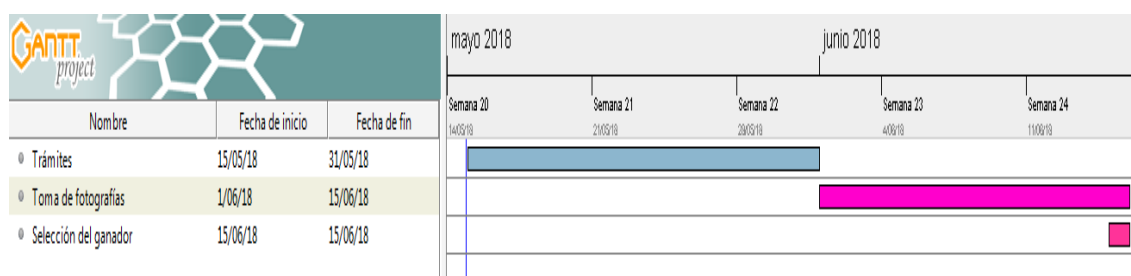 GANTT
project
mayo 2018
junio 2018
Semana 20
Semana 21
Semana 22
Semana 23
Semana 24
14/05/18
21/05/18
28/05/18
4/06/18
11/06/18
Nombre Fecha de inicio Fecha de fin
Trámites 15/05/18 31/05/18
Toma de fotografías 1/06/18 15/06/18
Selección del ganador 15/06/18 15/06/18